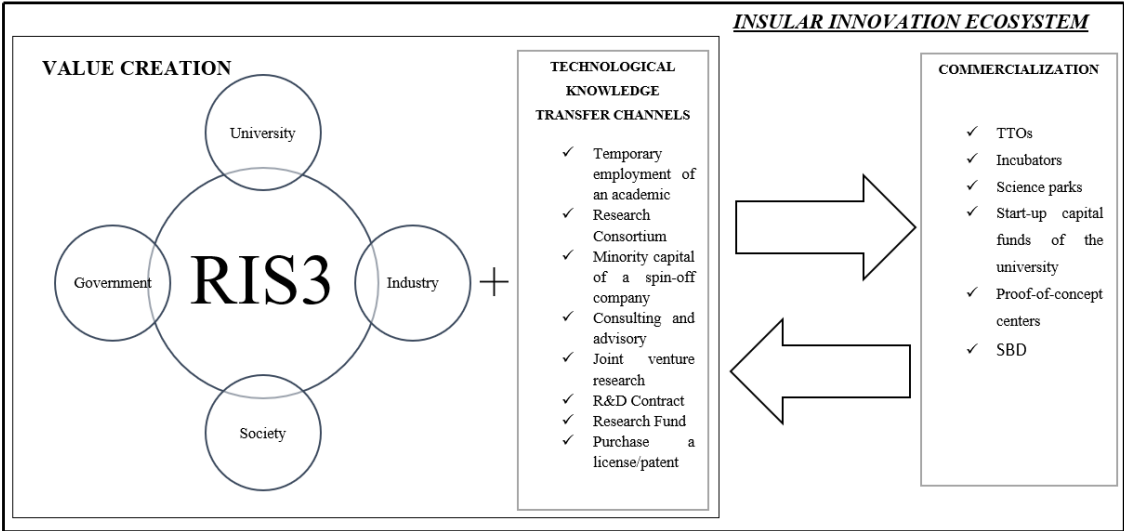 INSULAR INNOVATION ECOSYSTEM
VALUE CREATION
University
Government
RIS3
Industry
Society
+
TECHNOLOGICAL
KNOWLEDGE
TRANSFER CHANNELS
✓ Temporary
employment of
an academic
✓ Research
Consortium
✓ Minority capital
of a spin-off
company
✓ Consulting and
advisory
✓ Joint venture
research
✓ R&D Contract
✓ Research Fund
✓ Purchase a
license/patent
COMMERCIALIZATION
✓ TTOs
✓ Incubators
✓ Science parks
✓ Start-up capital
funds of the
university
✓ Proof-of-concept
centers
✓ SBD